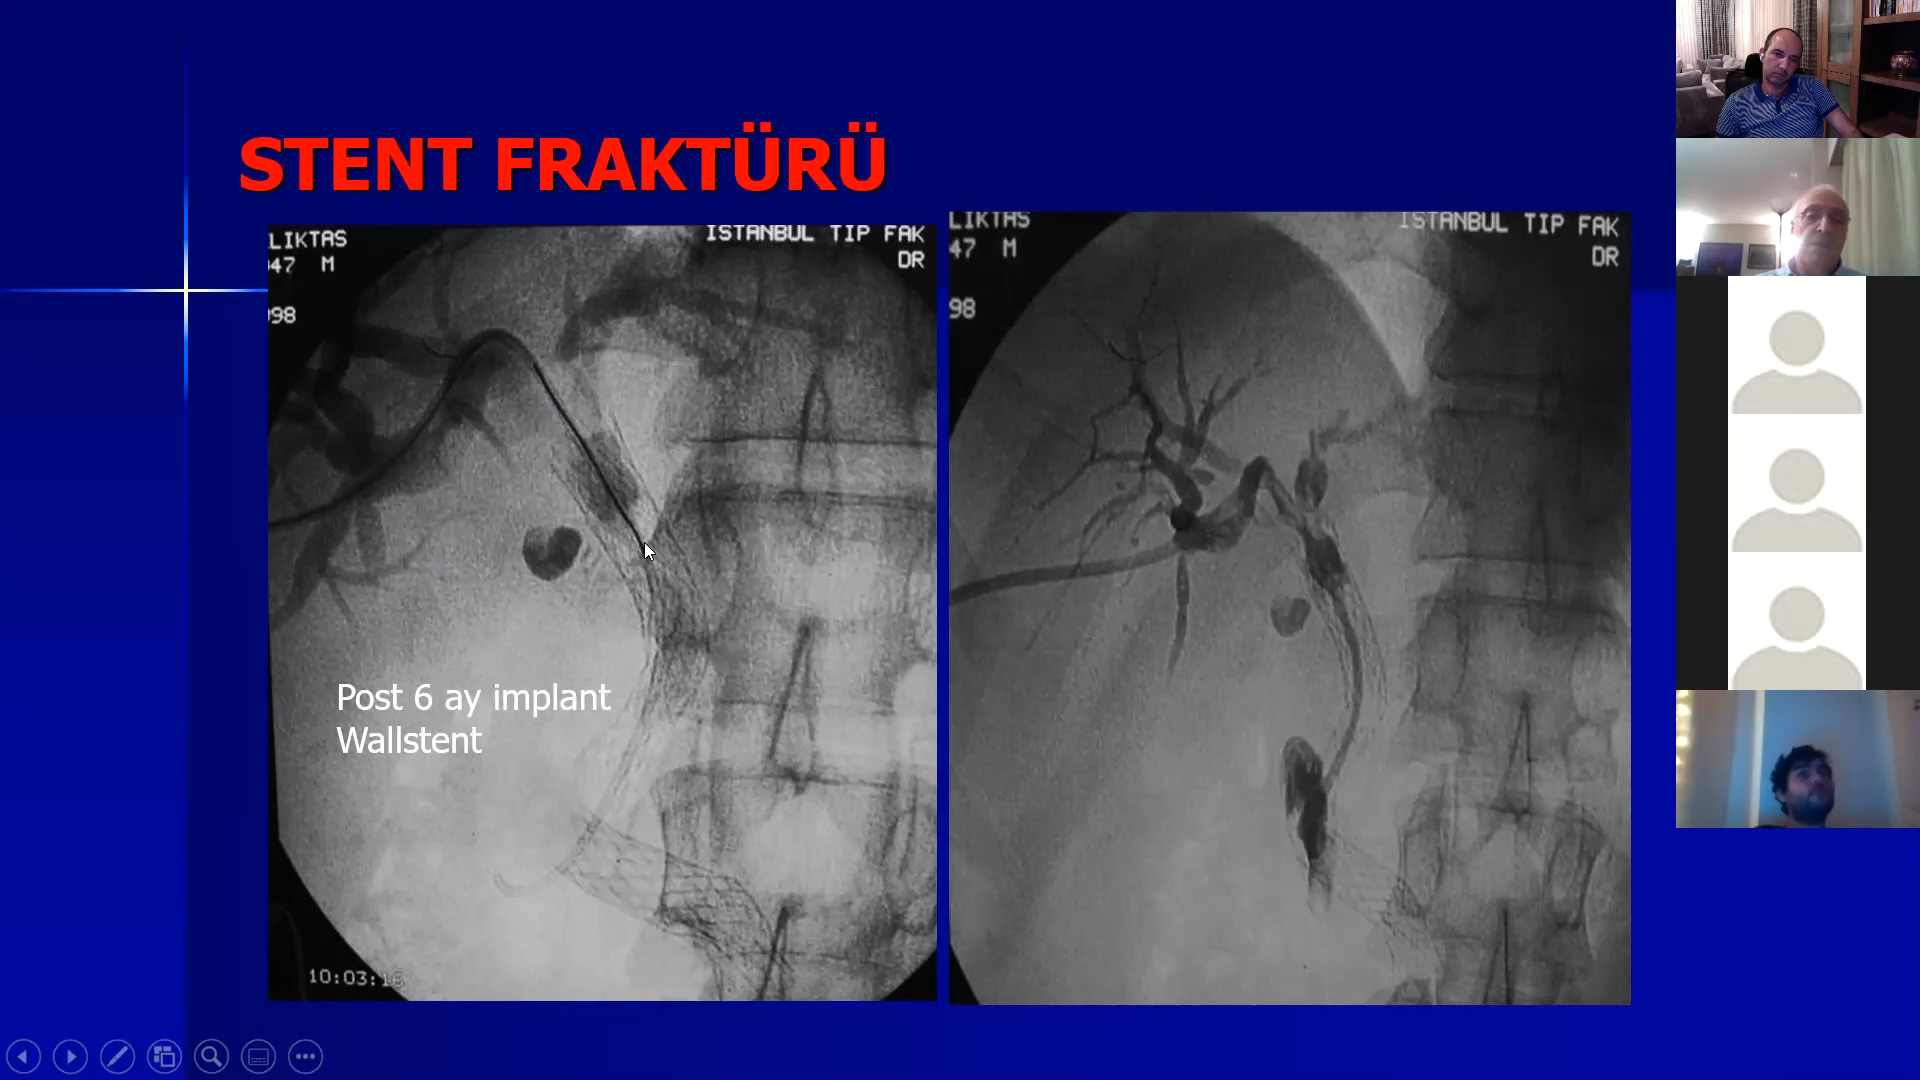 STENT FRAKTÜRÜ
LIKTAS
47 M
98
ISTANBUL TIP FAK
DR
Post 6 ay implant
Wallstent
LIKTAS
47 M
98
ISTANBUL TIP FAK
DR